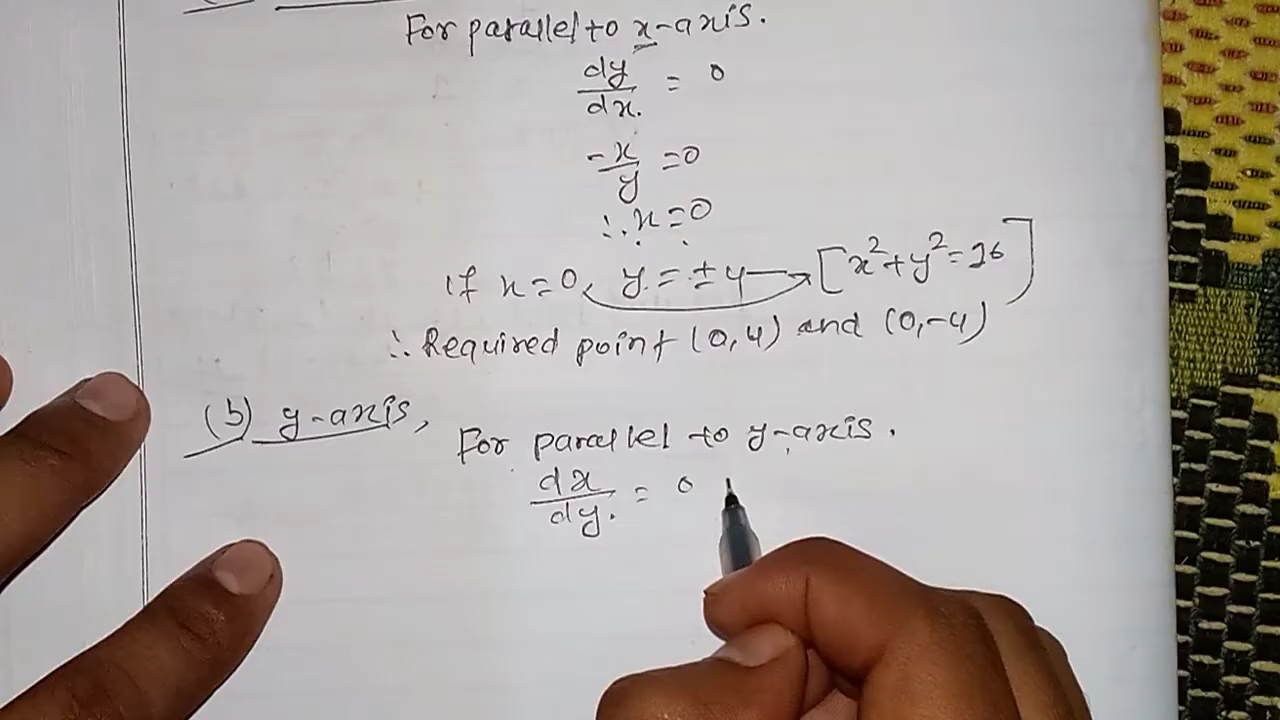 For parallel to x-axis.
dy/dx. = 0
-x/y = 0
∴ x = 0
if x = 0, y = ±4 → [x² + y² = 16]
∴ Required point (0,4) and (0,-4)
(b) y-axis,
For parallel to y-axis.
dx/dy. = 0